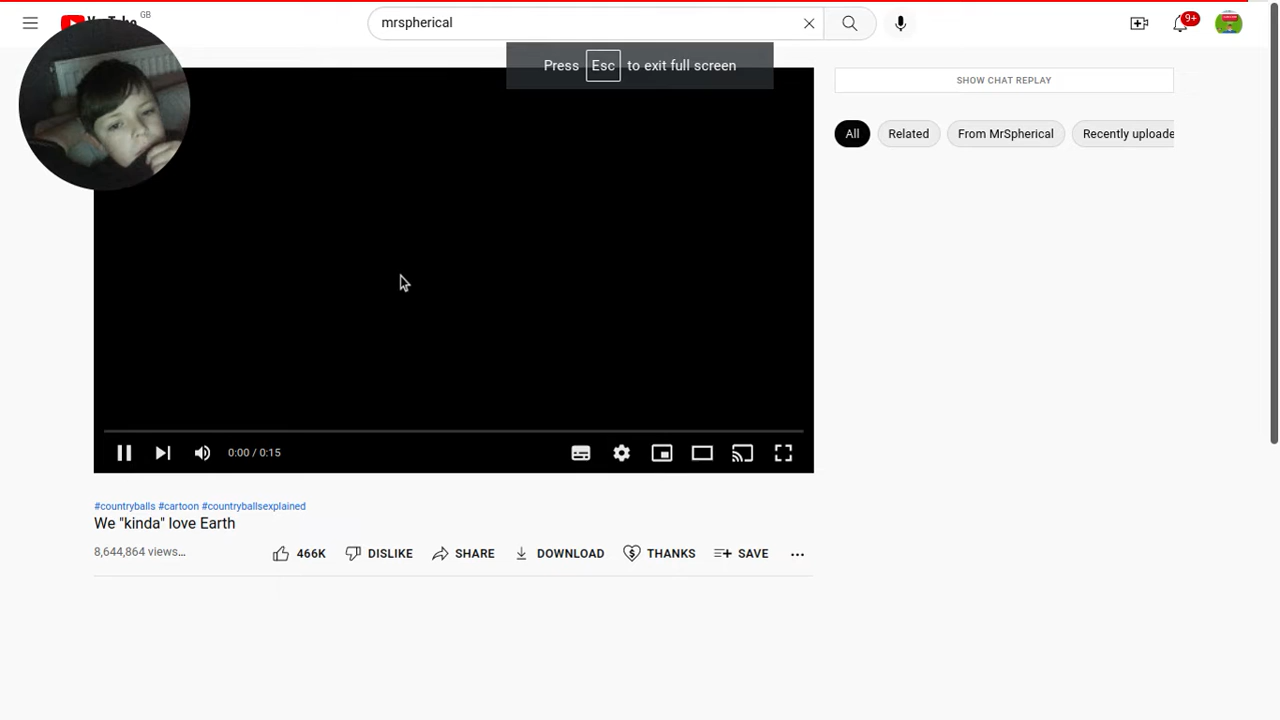 GB
mrspherical
9+
Press Esc to exit full screen
SHOW CHAT REPLAY
All
Related
From MrSpherical
Recently uploade
0:00 / 0:15
#countryballs #cartoon #countryballsexplained
We "kinda" love Earth
8,644,864 views...
466K
DISLIKE
SHARE
DOWNLOAD
THANKS
SAVE
...